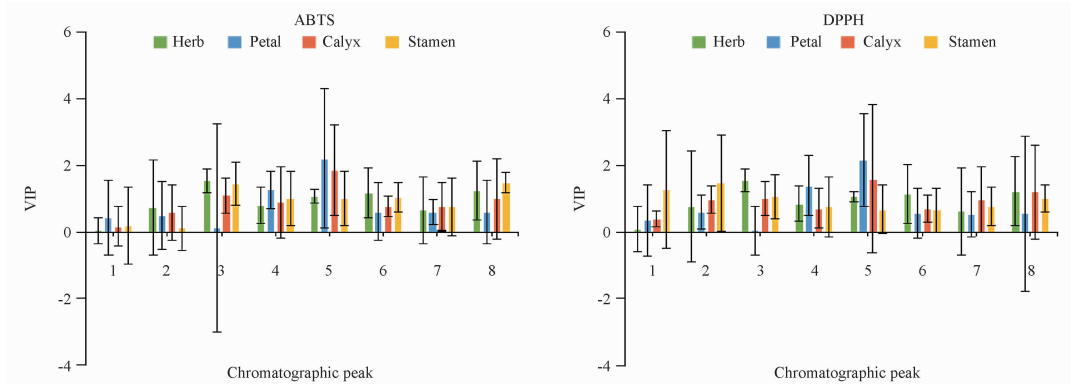 ABTS
Herb Petal Calyx Stamen
VIP
6
4
2
0
-2
-4
1 2 3 4 5 6 7 8
Chromatographic peak
DPPH
Herb Petal Calyx Stamen
VIP
6
4
2
0
-2
-4
1 2 3 4 5 6 7 8
Chromatographic peak